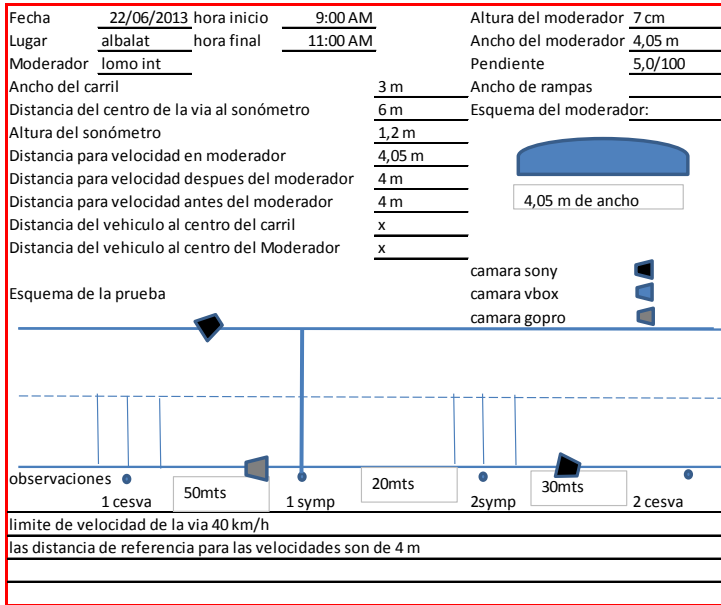 Fecha 22/06/2013 hora inicio 9:00 AM Altura del moderador 7 cm
Lugar albalat hora final 11:00 AM Ancho del moderador 4,05 m
Moderador lomo int Pendiente 5,0/100
Ancho del carril 3 m Ancho de rampas
Distancia del centro de la via al sonómetro 6 m Esquema del moderador:
Altura del sonómetro 1,2 m
Distancia para velocidad en moderador 4,05 m
Distancia para velocidad despues del moderador 4 m
4,05 m de ancho
Distancia para velocidad antes del moderador 4 m
Distancia del vehiculo al centro del carril x
Distancia del vehiculo al centro del Moderador x
camara sony
Esquema de la prueba camara vbox
camara gopro
observaciones
50mts 20mts 30mts
1 cesva 1 symp 2symp 2 cesva
limite de velocidad de la via 40 km/h
las distancia de referencia para las velocidades son de 4 m